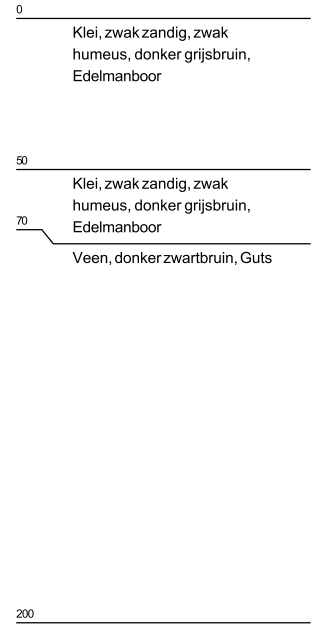 0
Klei, zwak zandig, zwak
humeus, donker grijsbruin,
Edelmanboor
50
Klei, zwak zandig, zwak
humeus, donker grijsbruin,
70
Edelmanboor
Veen, donker zwartbruin, Guts
200